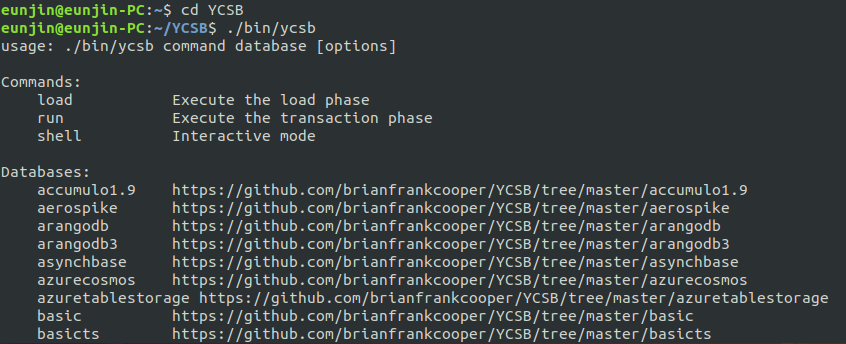 eunjin@eunjin-PC:~$ cd YCSB
eunjin@eunjin-PC:~/YCSB$ ./bin/ycsb
usage: ./bin/ycsb command database [options]
Commands:
load Execute the load phase
run Execute the transaction phase
shell Interactive mode
Databases:
accumulo1.9 https://github.com/brianfrankcooper/YCSB/tree/master/accumulo1.9
aerospike https://github.com/brianfrankcooper/YCSB/tree/master/aerospike
arangodb https://github.com/brianfrankcooper/YCSB/tree/master/arangodb
arangodb3 https://github.com/brianfrankcooper/YCSB/tree/master/arangodb3
asynchbase https://github.com/brianfrankcooper/YCSB/tree/master/asynchbase
azurecosmos https://github.com/brianfrankcooper/YCSB/tree/master/azurecosmos
azuretablestorage https://github.com/brianfrankcooper/YCSB/tree/master/azuretablestorage
basic https://github.com/brianfrankcooper/YCSB/tree/master/basic
basicts https://github.com/brianfrankcooper/YCSB/tree/master/basicts